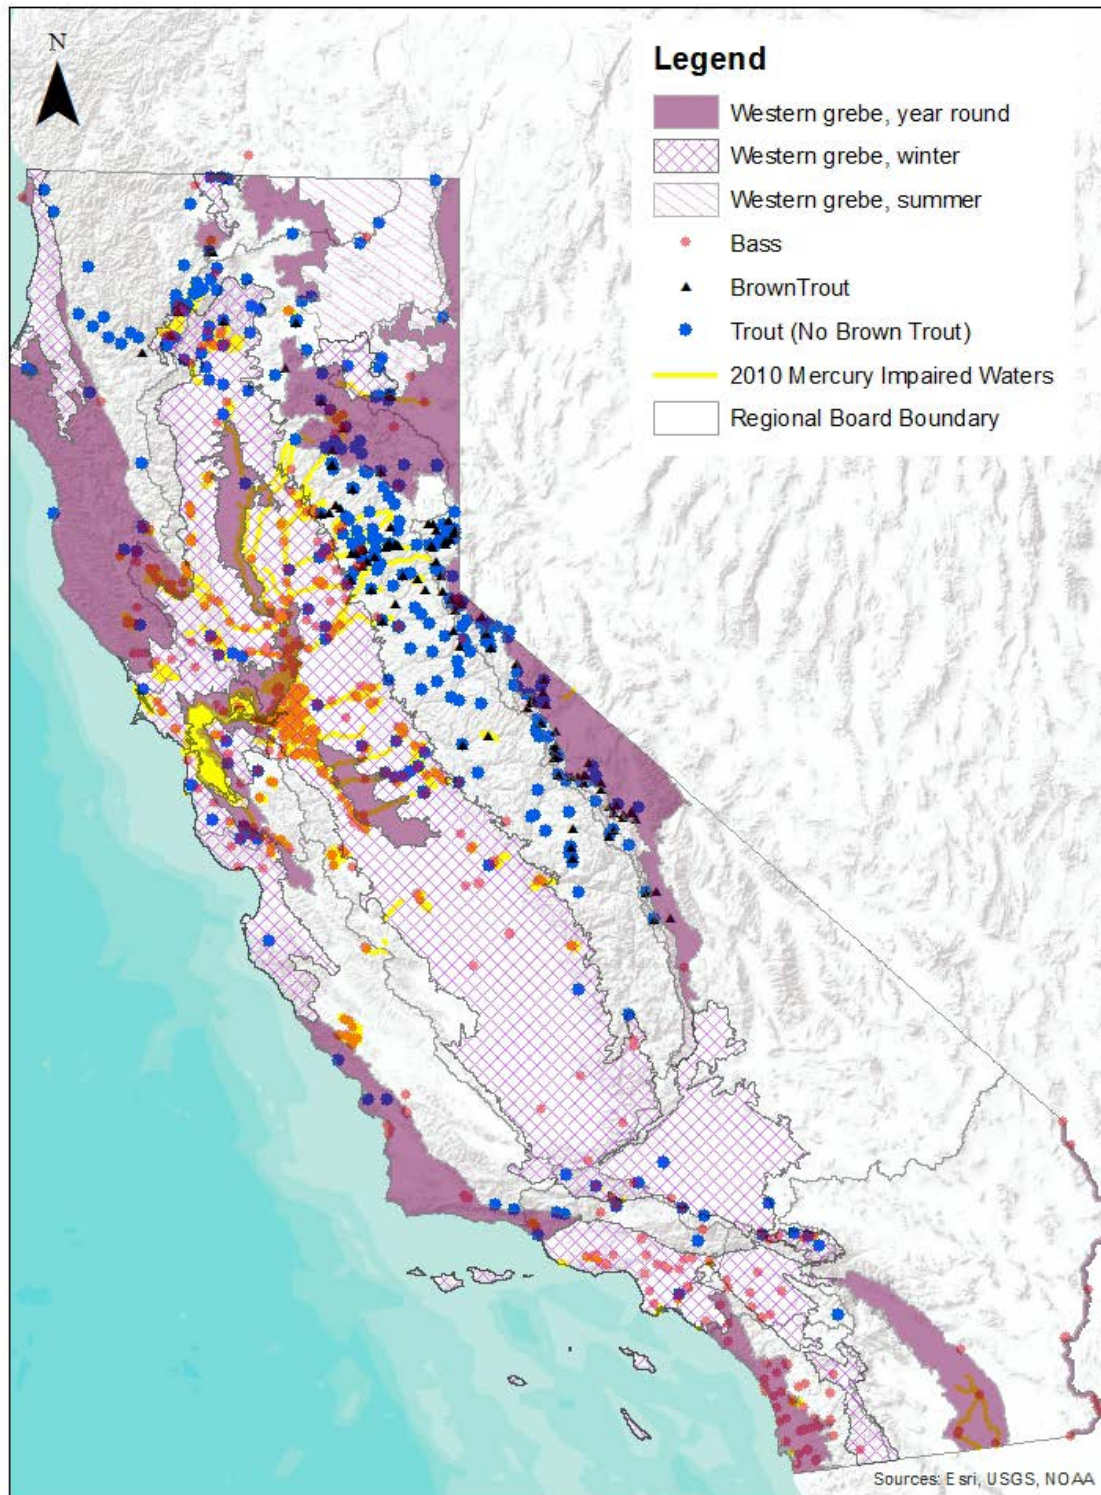 N
Legend
Western grebe, year round
Western grebe, winter
Western grebe, summer
Bass
BrownTrout
Trout (No Brown Trout)
2010 Mercury Impaired Waters
Regional Board Boundary
Sources: Esri, USGS, NOAA